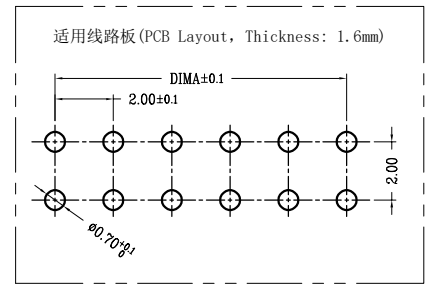 适用线路板(PCB Layout, Thickness: 1.6mm)
DIMA±0.1
2.00±0.1
2.00
ø0.70+0.1 0